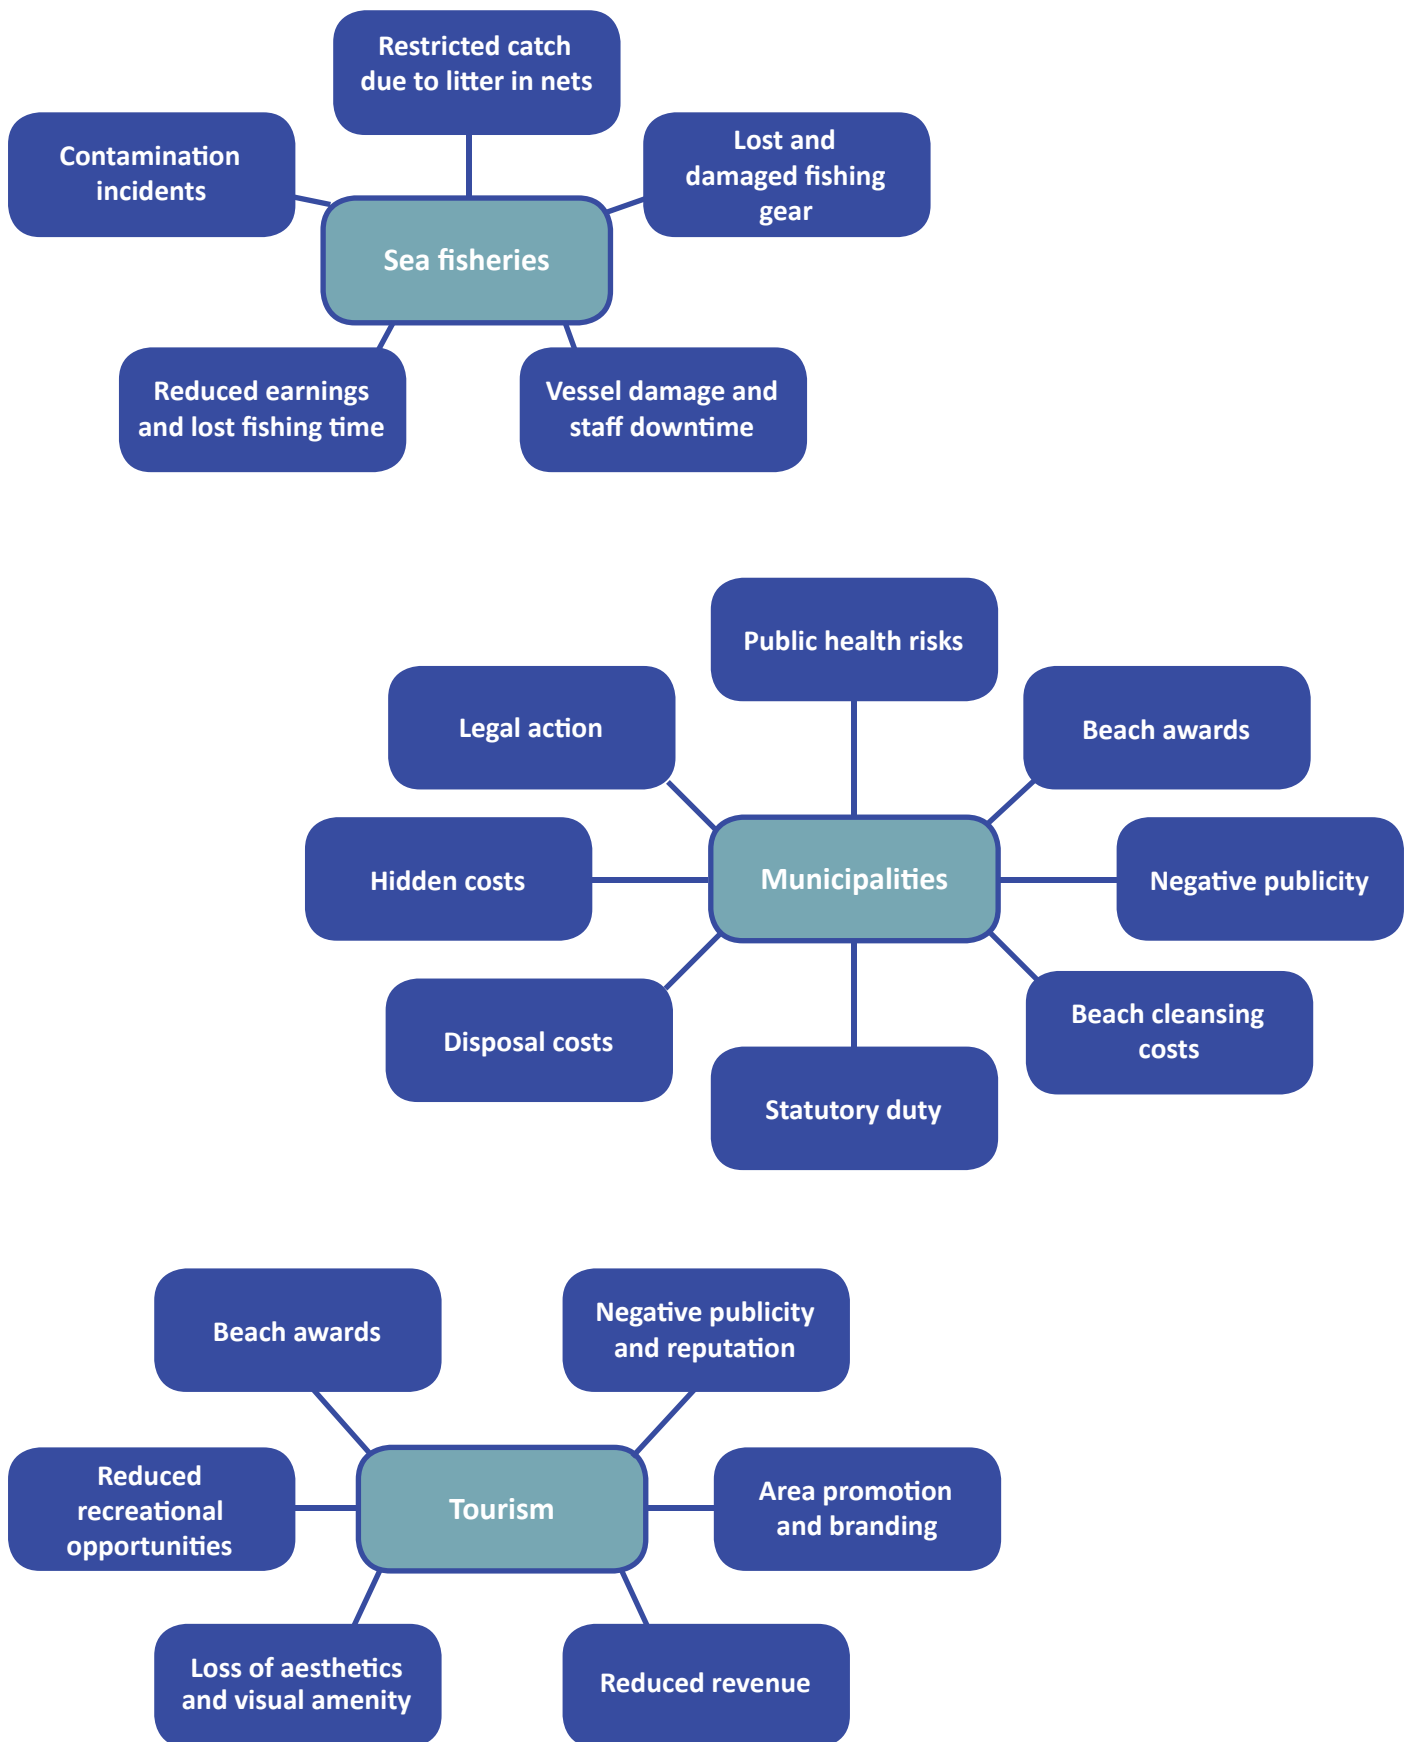 Restricted catch
due to litter in nets
Contamination
incidents
Lost and
damaged fishing
gear
Sea fisheries
Reduced earnings
and lost fishing time
Vessel damage and
staff downtime
Public health risks
Legal action
Beach awards
Hidden costs
Municipalities
Negative publicity
Disposal costs
Beach cleansing
costs
Statutory duty
Beach awards
Negative publicity
and reputation
Reduced
recreational
opportunities
Tourism
Area promotion
and branding
Loss of aesthetics
and visual amenity
Reduced revenue